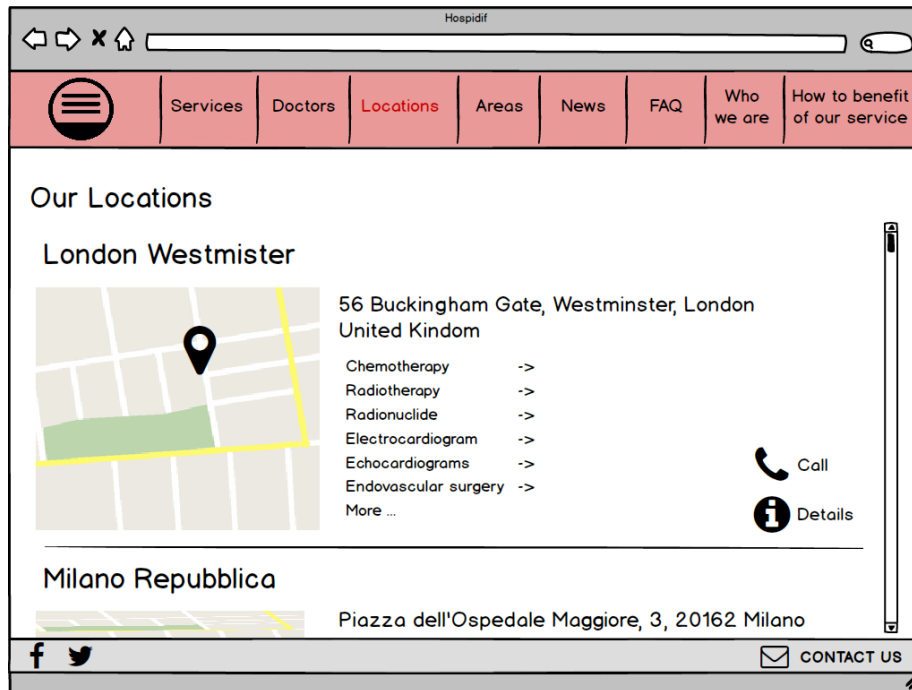 Hospidif
Services
Doctors
Locations
Areas
News
FAQ
Who
we are
How to benefit
of our service
Our Locations
London Westmister
56 Buckingham Gate, Westminster, London
United Kindom
Chemotherapy ->
Radiotherapy ->
Radionuclide ->
Electrocardiogram ->
Echocardiograms ->
Endovascular surgery ->
More ...
Call
Details
Milano Repubblica
Piazza dell'Ospedale Maggiore, 3, 20162 Milano
CONTACT US